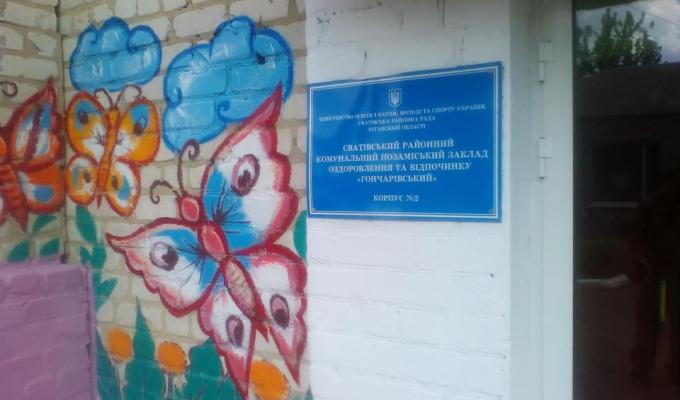 МІНІСТЕРСТВО ОСВІТИ І НАУКИ, МОЛОДІ ТА СПОРТУ УКРАЇНИ
СВАТОВСЬКА РАЙОННА РАДА
ЛУГАНСЬКОЇ ОБЛАСТІ
СВАТІВСЬКИЙ РАЙОННИЙ
КОМУНАЛЬНИЙ ПОЗАМІСЬКИЙ ЗАКЛАД
ОЗДОРОВЛЕННЯ ТА ВІДПОЧИНКУ
«ГОНЧАРІВСЬКИЙ»
КОРПУС №2